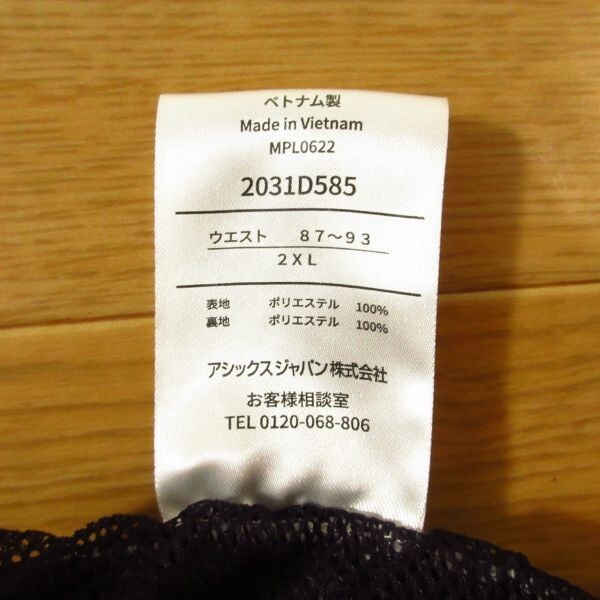 ベトナム製
Made in Vietnam
MPL0622
2031D585
ウエスト 87～93
2XL
表地 ポリエステル 100%
裏地 ポリエステル 100%
アシックスジャパン株式会社
お客様相談室
TEL 0120-068-806